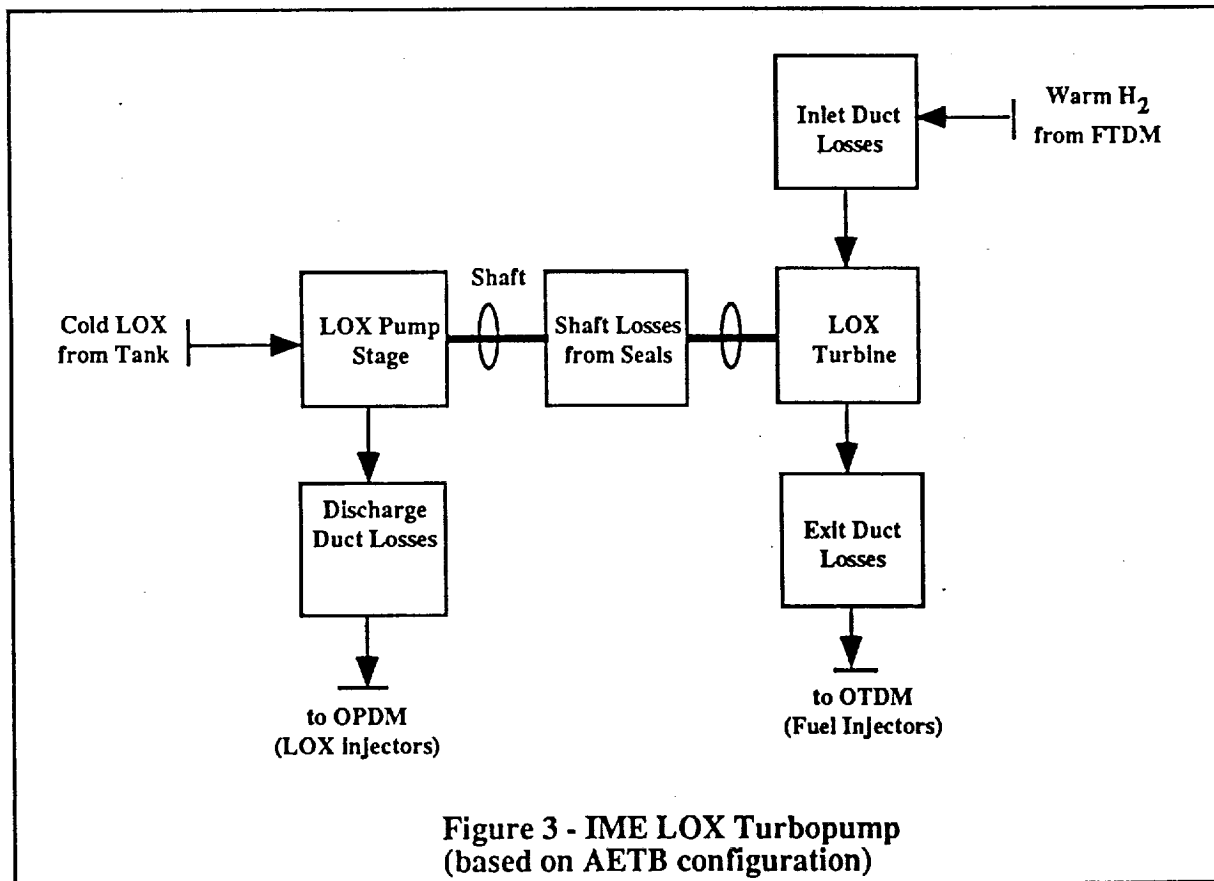 Inlet Duct
Losses
Warm H2
from FTDM
Shaft
Cold LOX
from Tank
LOX Pump
Stage
Shaft Losses
from Seals
LOX
Turbine
Discharge
Duct Losses
Exit Duct
Losses
to OPDM
(LOX Injectors)
to OTDM
(Fuel Injectors)
Figure 3 - IME LOX Turbopump
(based on AETB configuration)